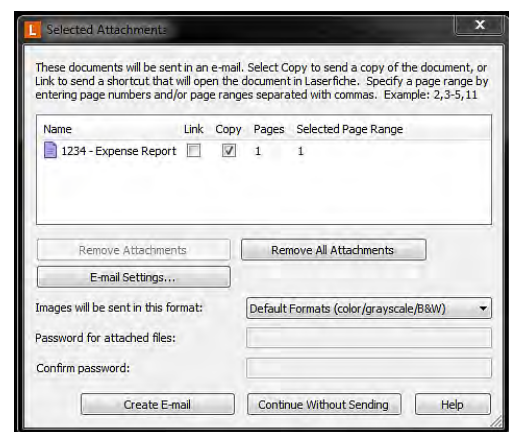 L Selected Attachments X
These documents will be sent in an e-mail. Select Copy to send a copy of the document, or
Link to send a shortcut that will open the document in Laserfiche. Specify a page range by
entering page numbers and/or page ranges separated with commas. Example: 2,3-5,11
Name Link Copy Pages Selected Page Range
1234 - Expense Report 1 1
Remove Attachments Remove All Attachments
E-mail Settings...
Images will be sent in this format: Default Formats (color/grayscale/B&W)
Password for attached files:
Confirm password:
Create E-mail Continue Without Sending Help